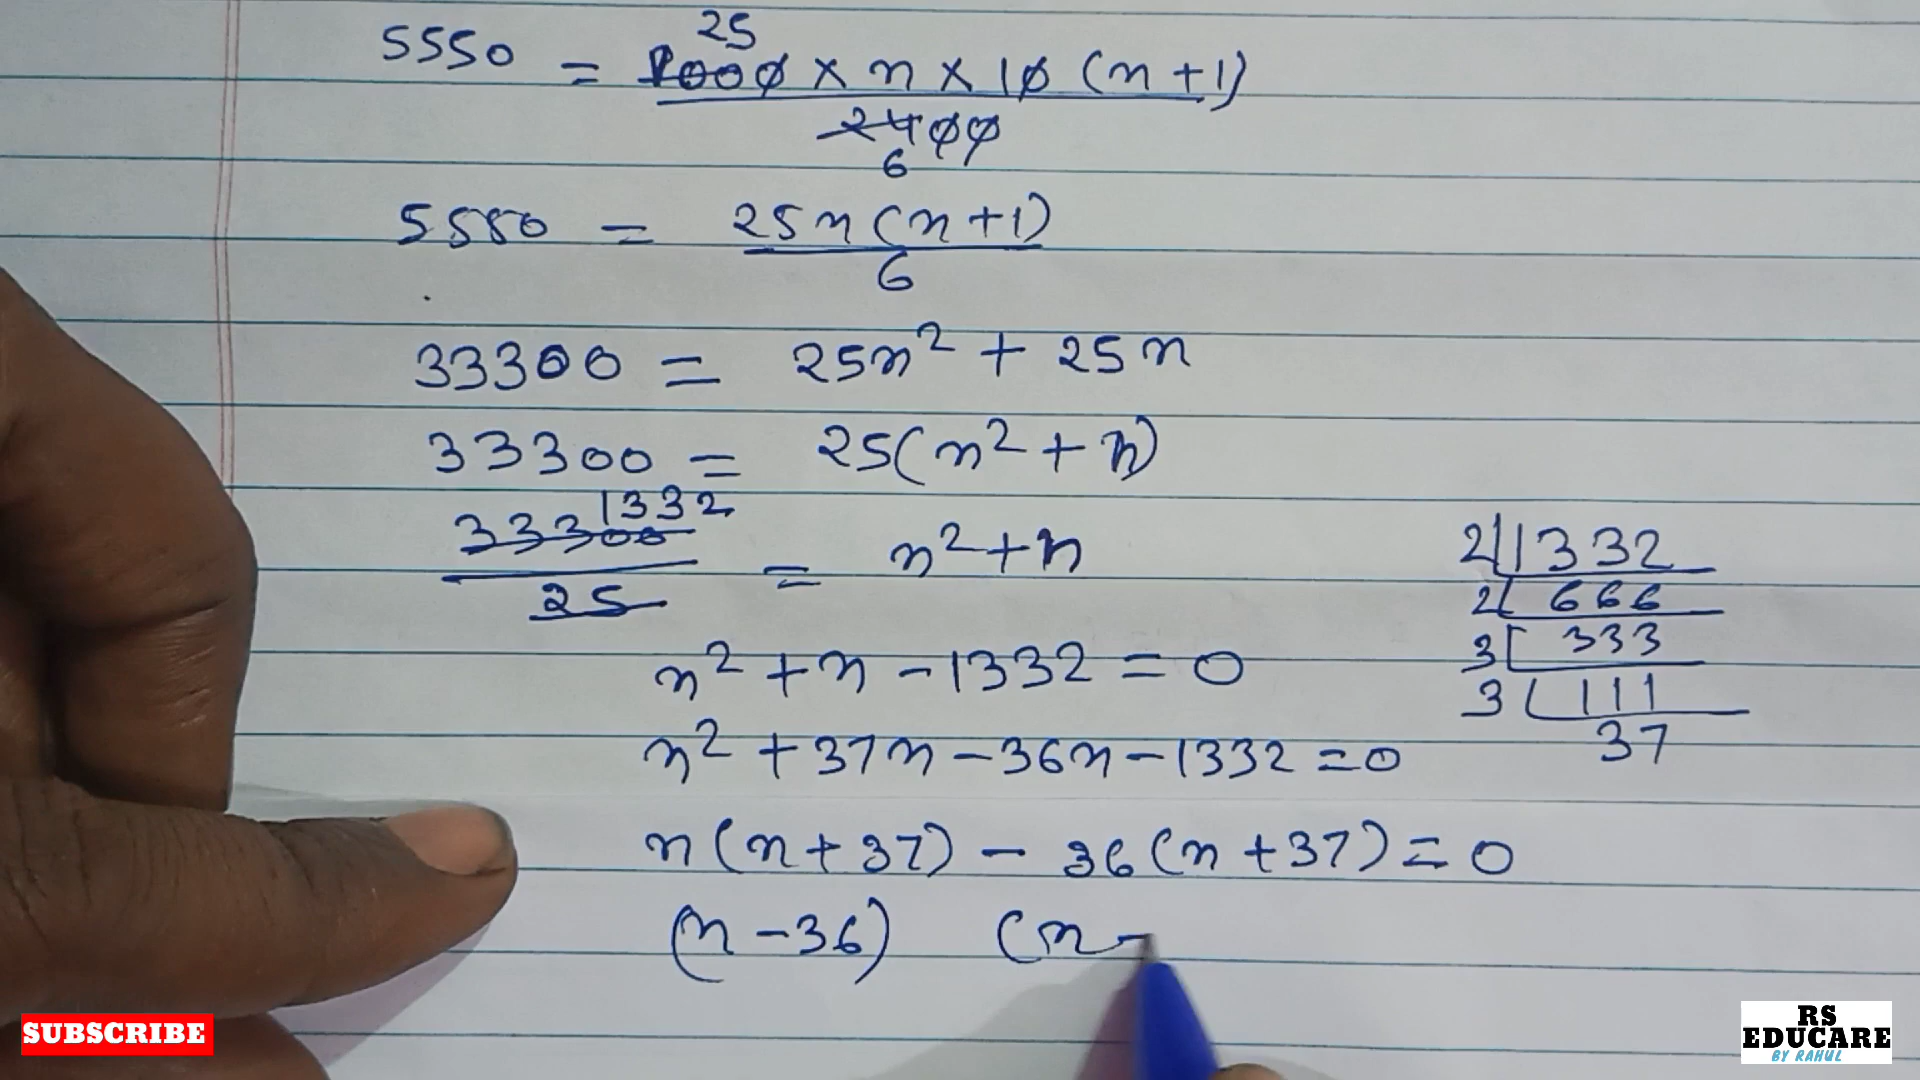 25
5550 = 1000 × n × 10 (n+1)
2400
6
5550 = 25n(n+1)
6
33300 = 25n² + 25n
33300 = 25(n² + n)
1332
33300 = n² + n
25
n² + n - 1332 = 0
n² + 37n - 36n - 1332 = 0
n(n + 37) - 36(n + 37) = 0
(n - 36) (n
2 1332
2 666
3 333
3 111
37
SUBSCRIBE
RS
EDUCARE
BY RAHUL